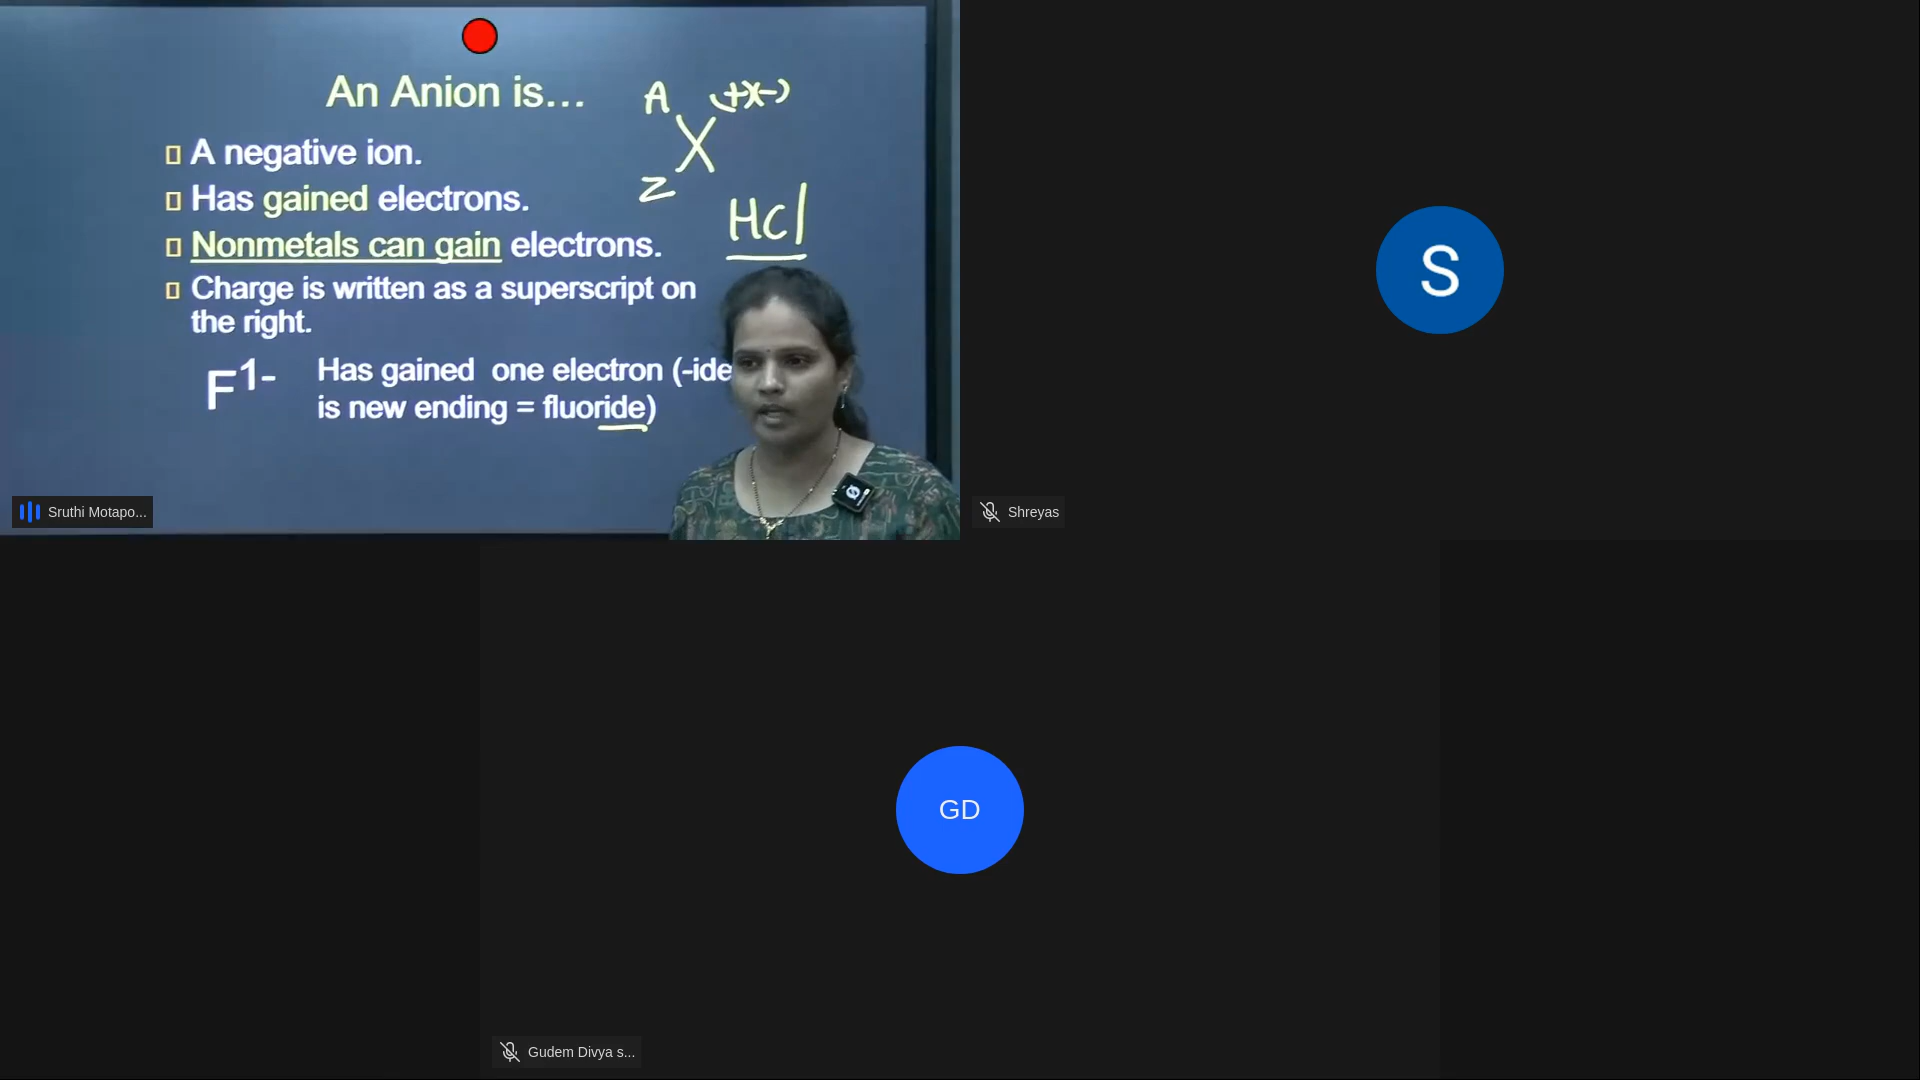 An Anion is...
A (+)(-)
X
Z
A negative ion.
Has gained electrons.
HCl
Nonmetals can gain electrons.
Charge is written as a superscript on
the right.
F1- Has gained one electron (-ide
is new ending = fluoride)
Sruthi Motapo...
S
Shreyas
GD
Gudem Divya s...